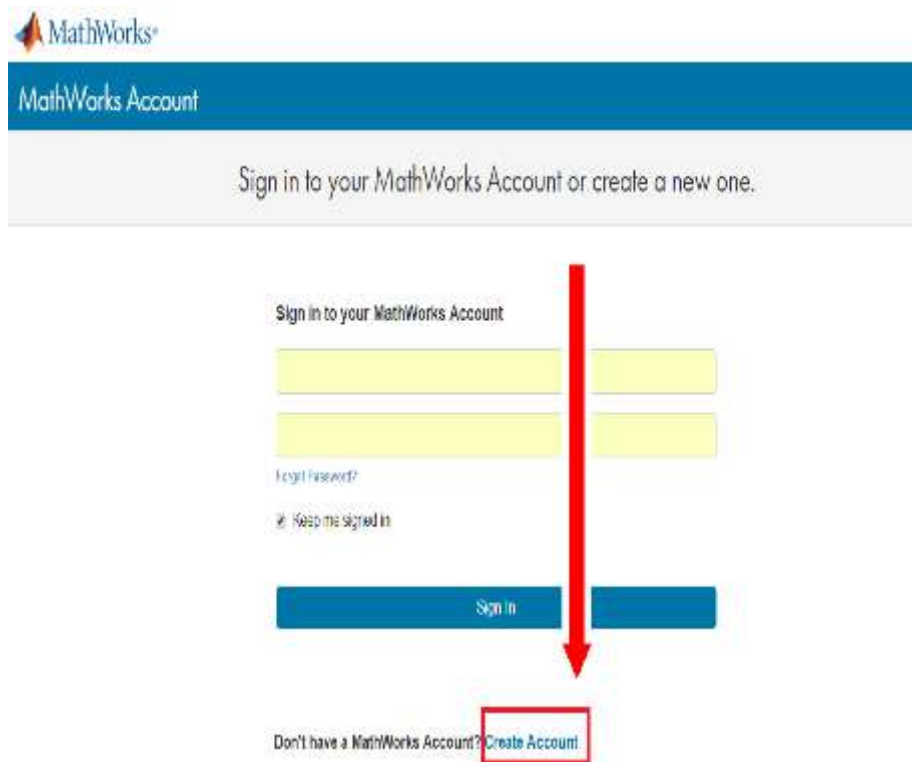 MathWorks®
MathWorks Account
Sign in to your MathWorks Account or create a new one.
Sign in to your MathWorks Account
Forgot Password?
Keep me signed in
Sign In
Don't have a MathWorks Account? Create Account